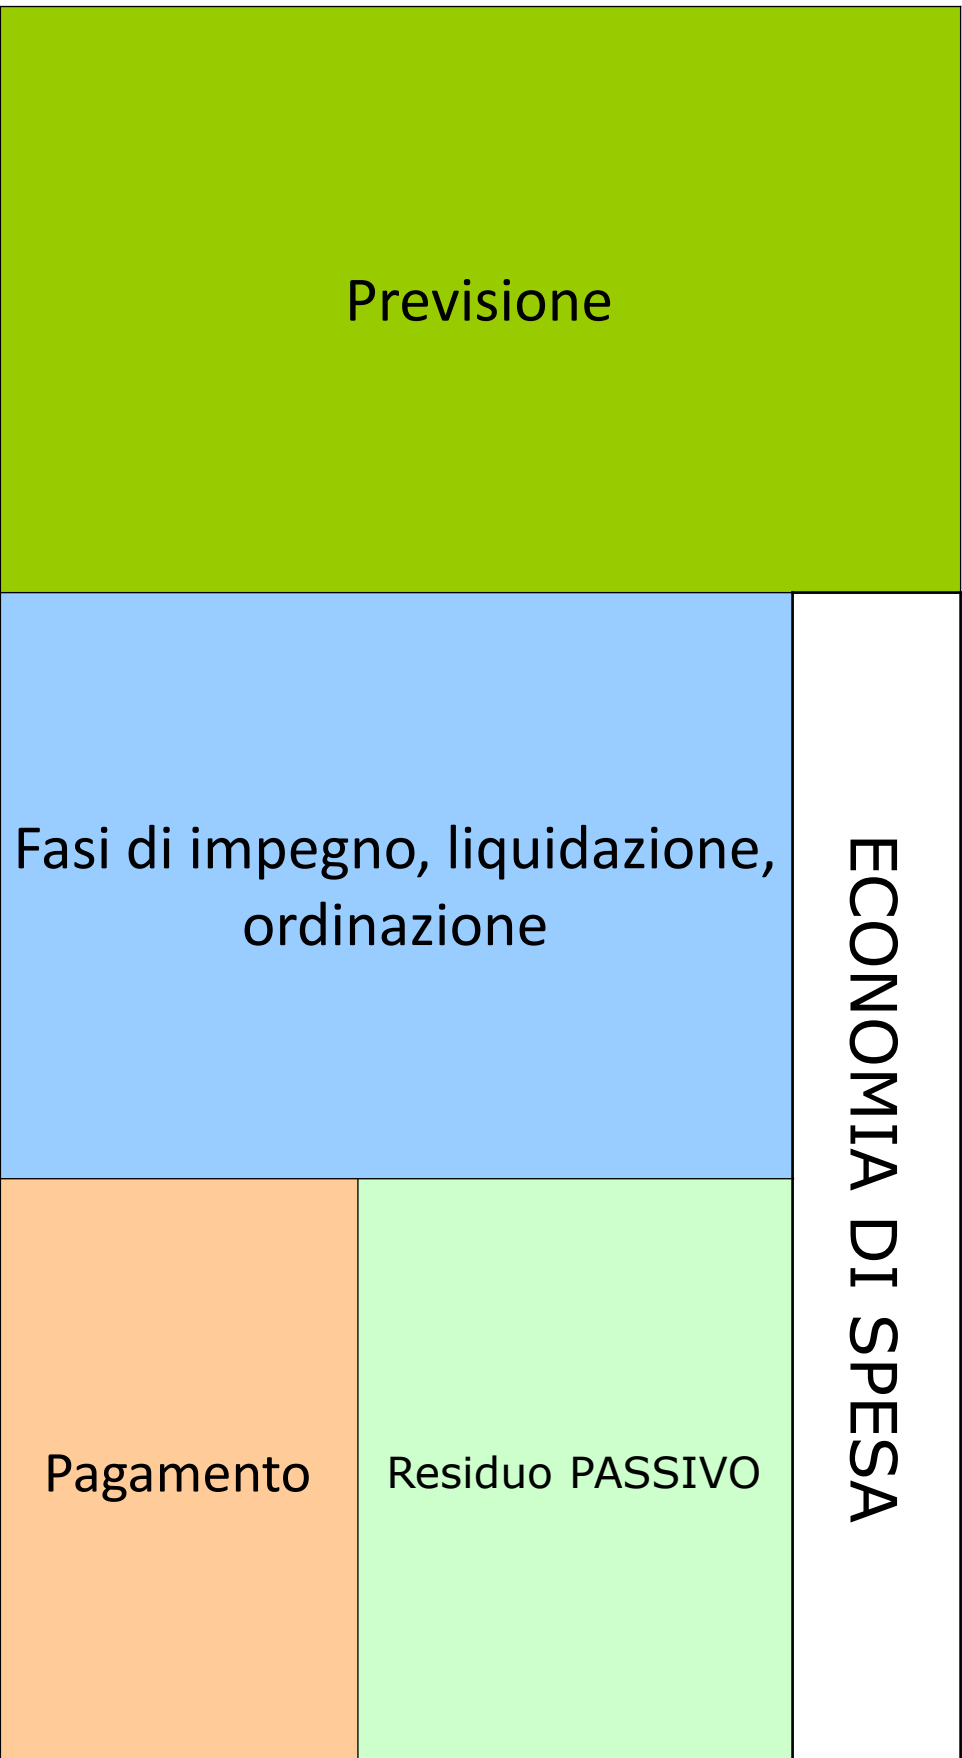 Previsione
Fasi di impegno, liquidazione,
ordinazione
ECONOMIA DI SPESA
Pagamento
Residuo PASSIVO